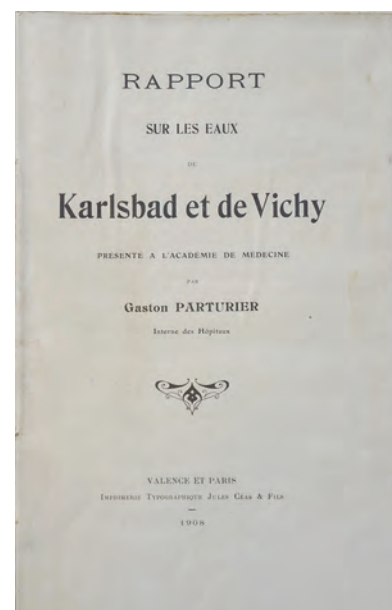 RAPPORT
SUR LES EAUX
DE
Karlsbad et de Vichy
PRÉSENTÉ A L'ACADÉMIE DE MÉDECINE
PAR
Gaston PARTURIER
Interne des Hôpitaux
VALENCE ET PARIS
IMPRIMERIE TYPOGRAPHIQUE JULES CÉAS & FILS
1908